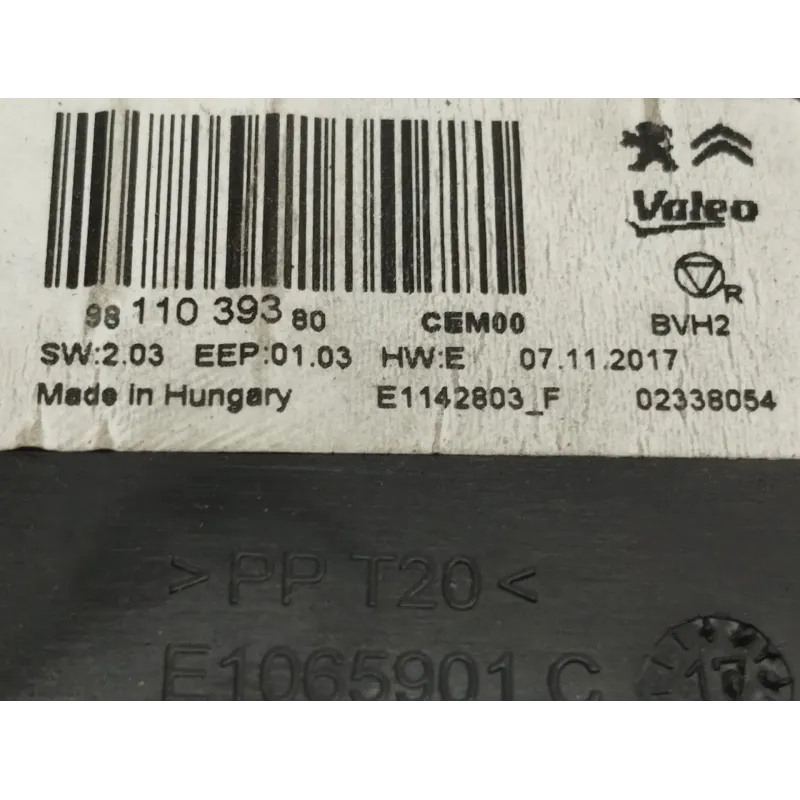 Valeo
R
98 110 393 80 CEM00 BVH2
SW:2.03 EEP:01.03 HW:E 07.11.2017
Made in Hungary E1142803_F 02338054
>PP T20<
E1065901 C 17